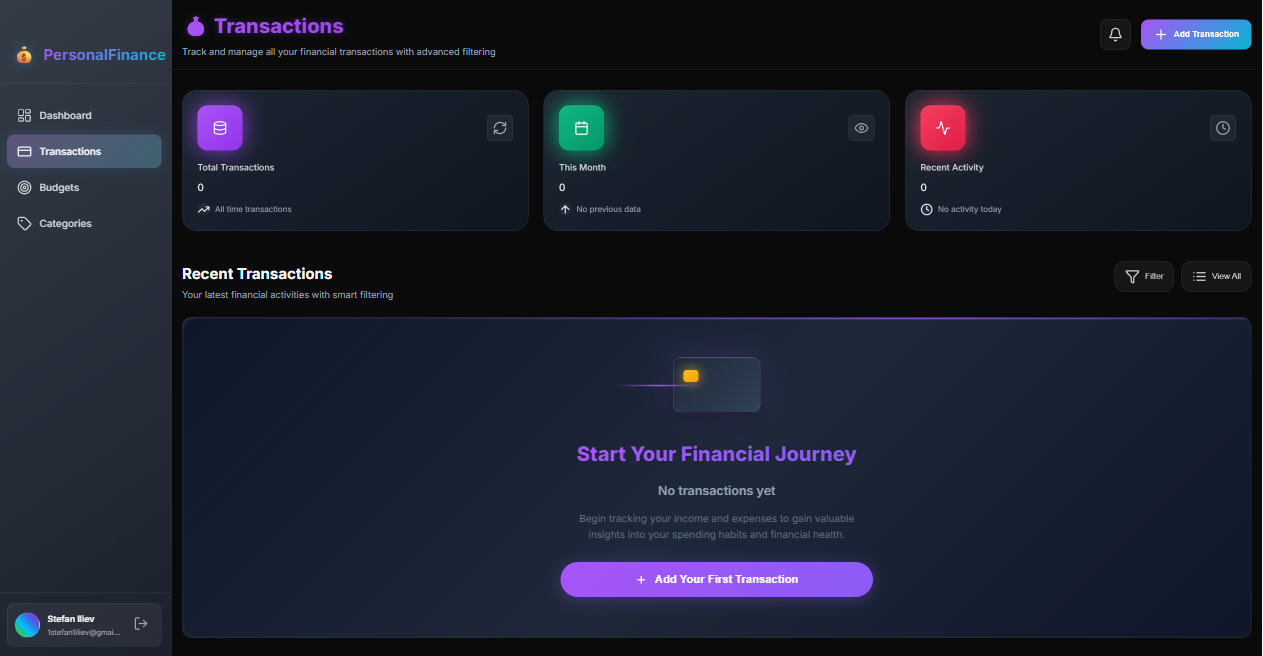 PersonalFinance
Dashboard
Transactions
Budgets
Categories
Stefan Iliev
1stefan1iliev@gmai...
Transactions
Track and manage all your financial transactions with advanced filtering
Add Transaction
Total Transactions
0
All time transactions
This Month
0
No previous data
Recent Activity
0
No activity today
Recent Transactions
Your latest financial activities with smart filtering
Filter
View All
Start Your Financial Journey
No transactions yet
Begin tracking your income and expenses to gain valuable
insights into your spending habits and financial health.
+ Add Your First Transaction